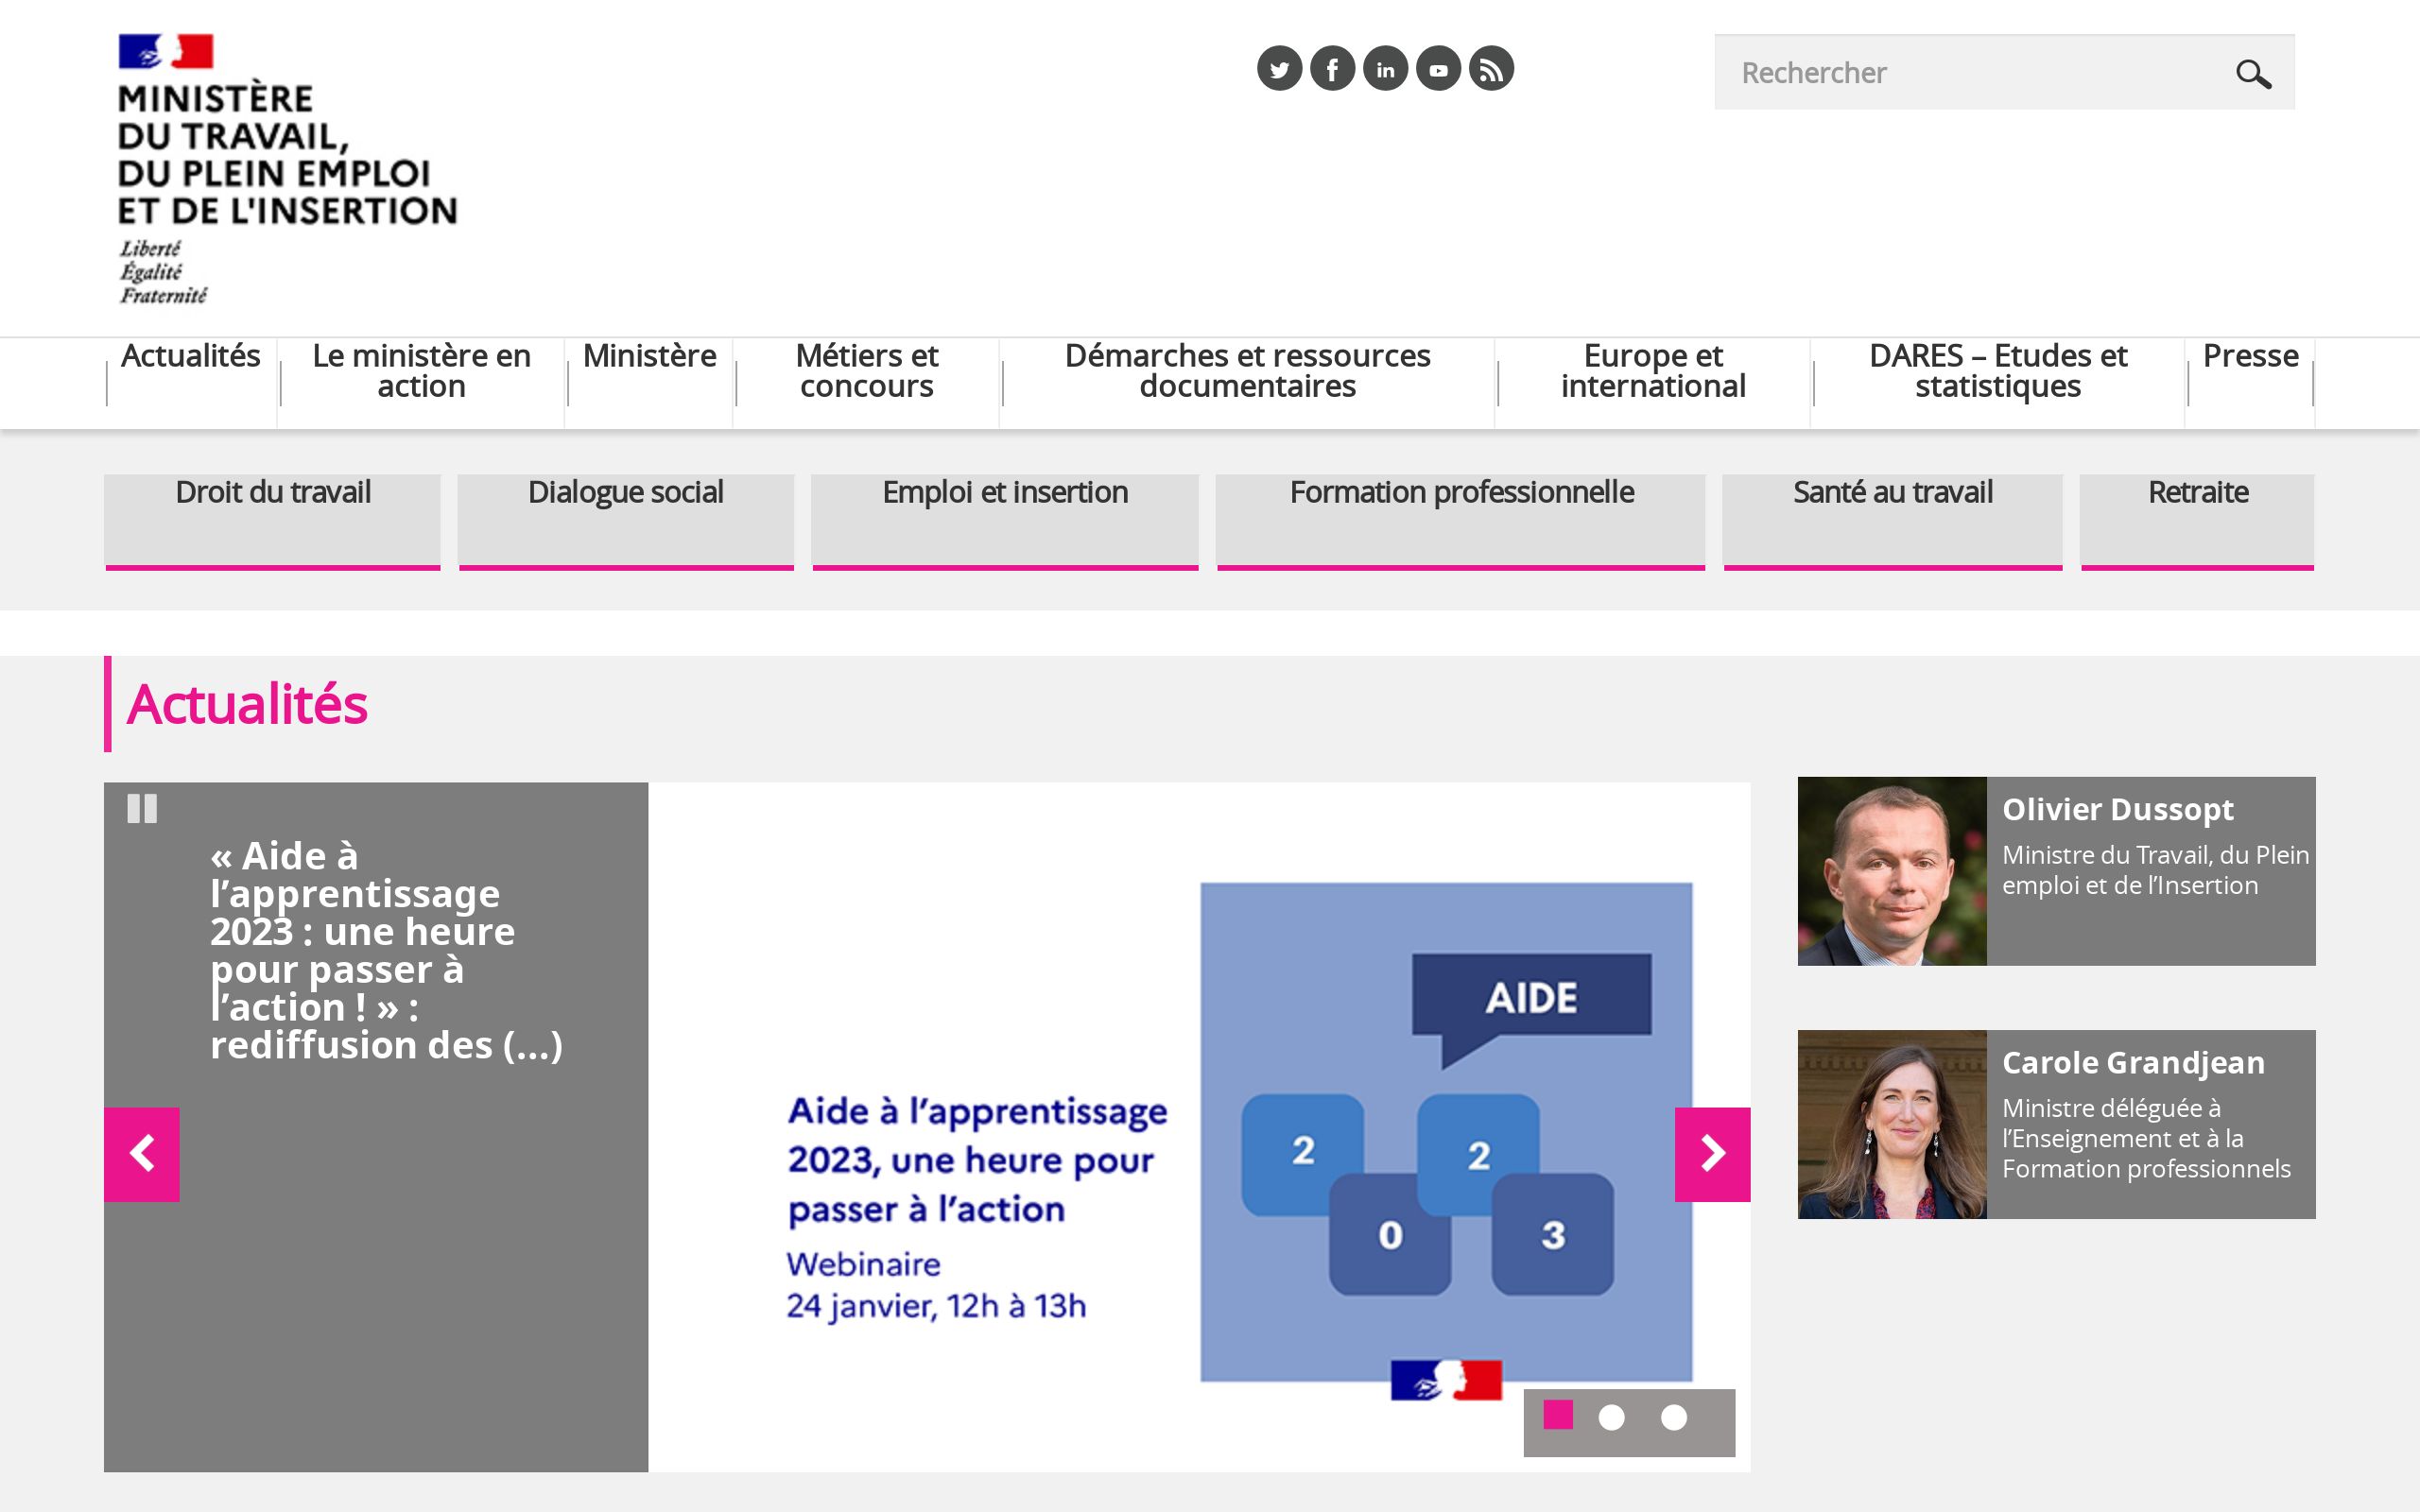 MINISTÈRE
DU TRAVAIL,
DU PLEIN EMPLOI
ET DE L'INSERTION
Liberté
Égalité
Fraternité
Rechercher
Actualités
Le ministère en
action
Ministère
Métiers et
concours
Démarches et ressources
documentaires
Europe et
international
DARES – Etudes et
statistiques
Presse
Droit du travail
Dialogue social
Emploi et insertion
Formation professionnelle
Santé au travail
Retraite
Actualités
« Aide à
l’apprentissage
2023 : une heure
pour passer à
l’action ! » :
rediffusion des (...)
Aide à l’apprentissage
2023, une heure pour
passer à l’action
Webinaire
24 janvier, 12h à 13h
AIDE
2
0
2
3
Olivier Dussopt
Ministre du Travail, du Plein
emploi et de l’Insertion
Carole Grandjean
Ministre déléguée à
l’Enseignement et à la
Formation professionnels